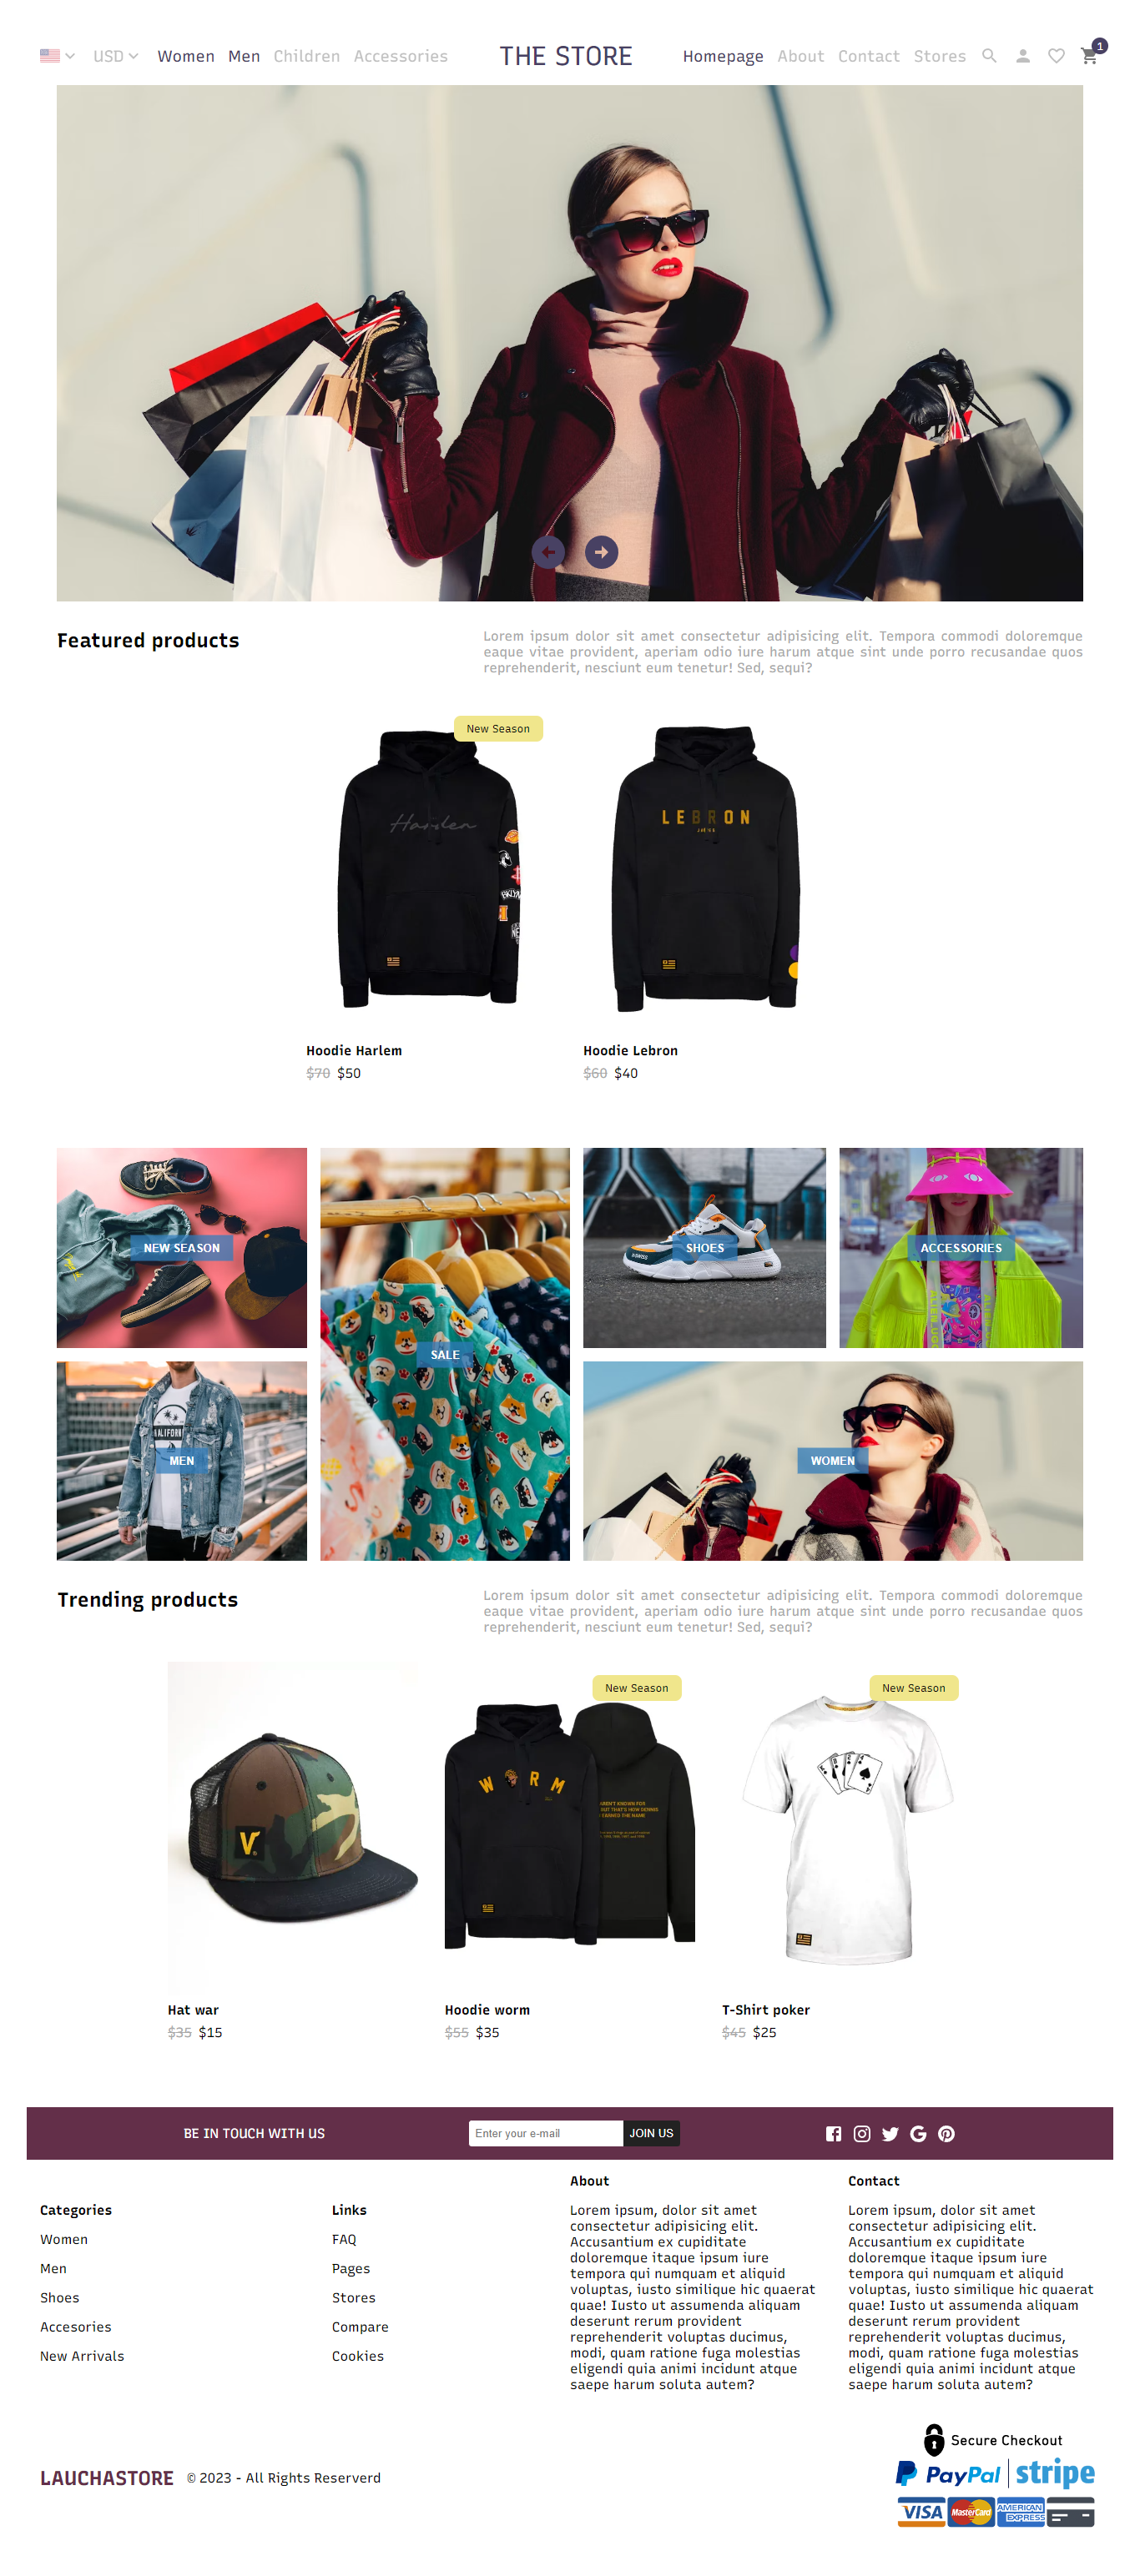 USD Women Men Children Accessories THE STORE Homepage About Contact Stores 1
Featured products
Lorem ipsum dolor sit amet consectetur adipisicing elit. Tempora commodi doloremque
eaque vitae provident, aperiam odio iure harum atque sint unde porro recusandae quos
reprehenderit, nesciunt eum tenetur! Sed, sequi?
New Season
Harden
LEBRON
Hoodie Harlem
$70 $50
Hoodie Lebron
$60 $40
NEW SEASON
SALE
SHOES
ACCESSORIES
MEN
WOMEN
Trending products
Lorem ipsum dolor sit amet consectetur adipisicing elit. Tempora commodi doloremque
eaque vitae provident, aperiam odio iure harum atque sint unde porro recusandae quos
reprehenderit, nesciunt eum tenetur! Sed, sequi?
New Season
New Season
V
W RM
Hat war
$35 $15
Hoodie worm
$55 $35
T-Shirt poker
$45 $25
BE IN TOUCH WITH US
Enter your e-mail
JOIN US
Categories
Women
Men
Shoes
Accesories
New Arrivals
Links
FAQ
Pages
Stores
Compare
Cookies
About
Lorem ipsum, dolor sit amet
consectetur adipisicing elit.
Accusantium ex cupiditate
doloremque itaque ipsum iure
tempora qui numquam et aliquid
voluptas, iusto similique hic quaerat
quae! Iusto ut assumenda aliquam
deserunt rerum provident
reprehenderit voluptas ducimus,
modi, quam ratione fuga molestias
eligendi quia animi incidunt atque
saepe harum soluta autem?
Contact
Lorem ipsum, dolor sit amet
consectetur adipisicing elit.
Accusantium ex cupiditate
doloremque itaque ipsum iure
tempora qui numquam et aliquid
voluptas, iusto similique hic quaerat
quae! Iusto ut assumenda aliquam
deserunt rerum provident
reprehenderit voluptas ducimus,
modi, quam ratione fuga molestias
eligendi quia animi incidunt atque
saepe harum soluta autem?
LAUCHASTORE © 2023 - All Rights Reserverd
Secure Checkout
PayPal stripe
VISA MasterCard AMERICAN EXPRESS